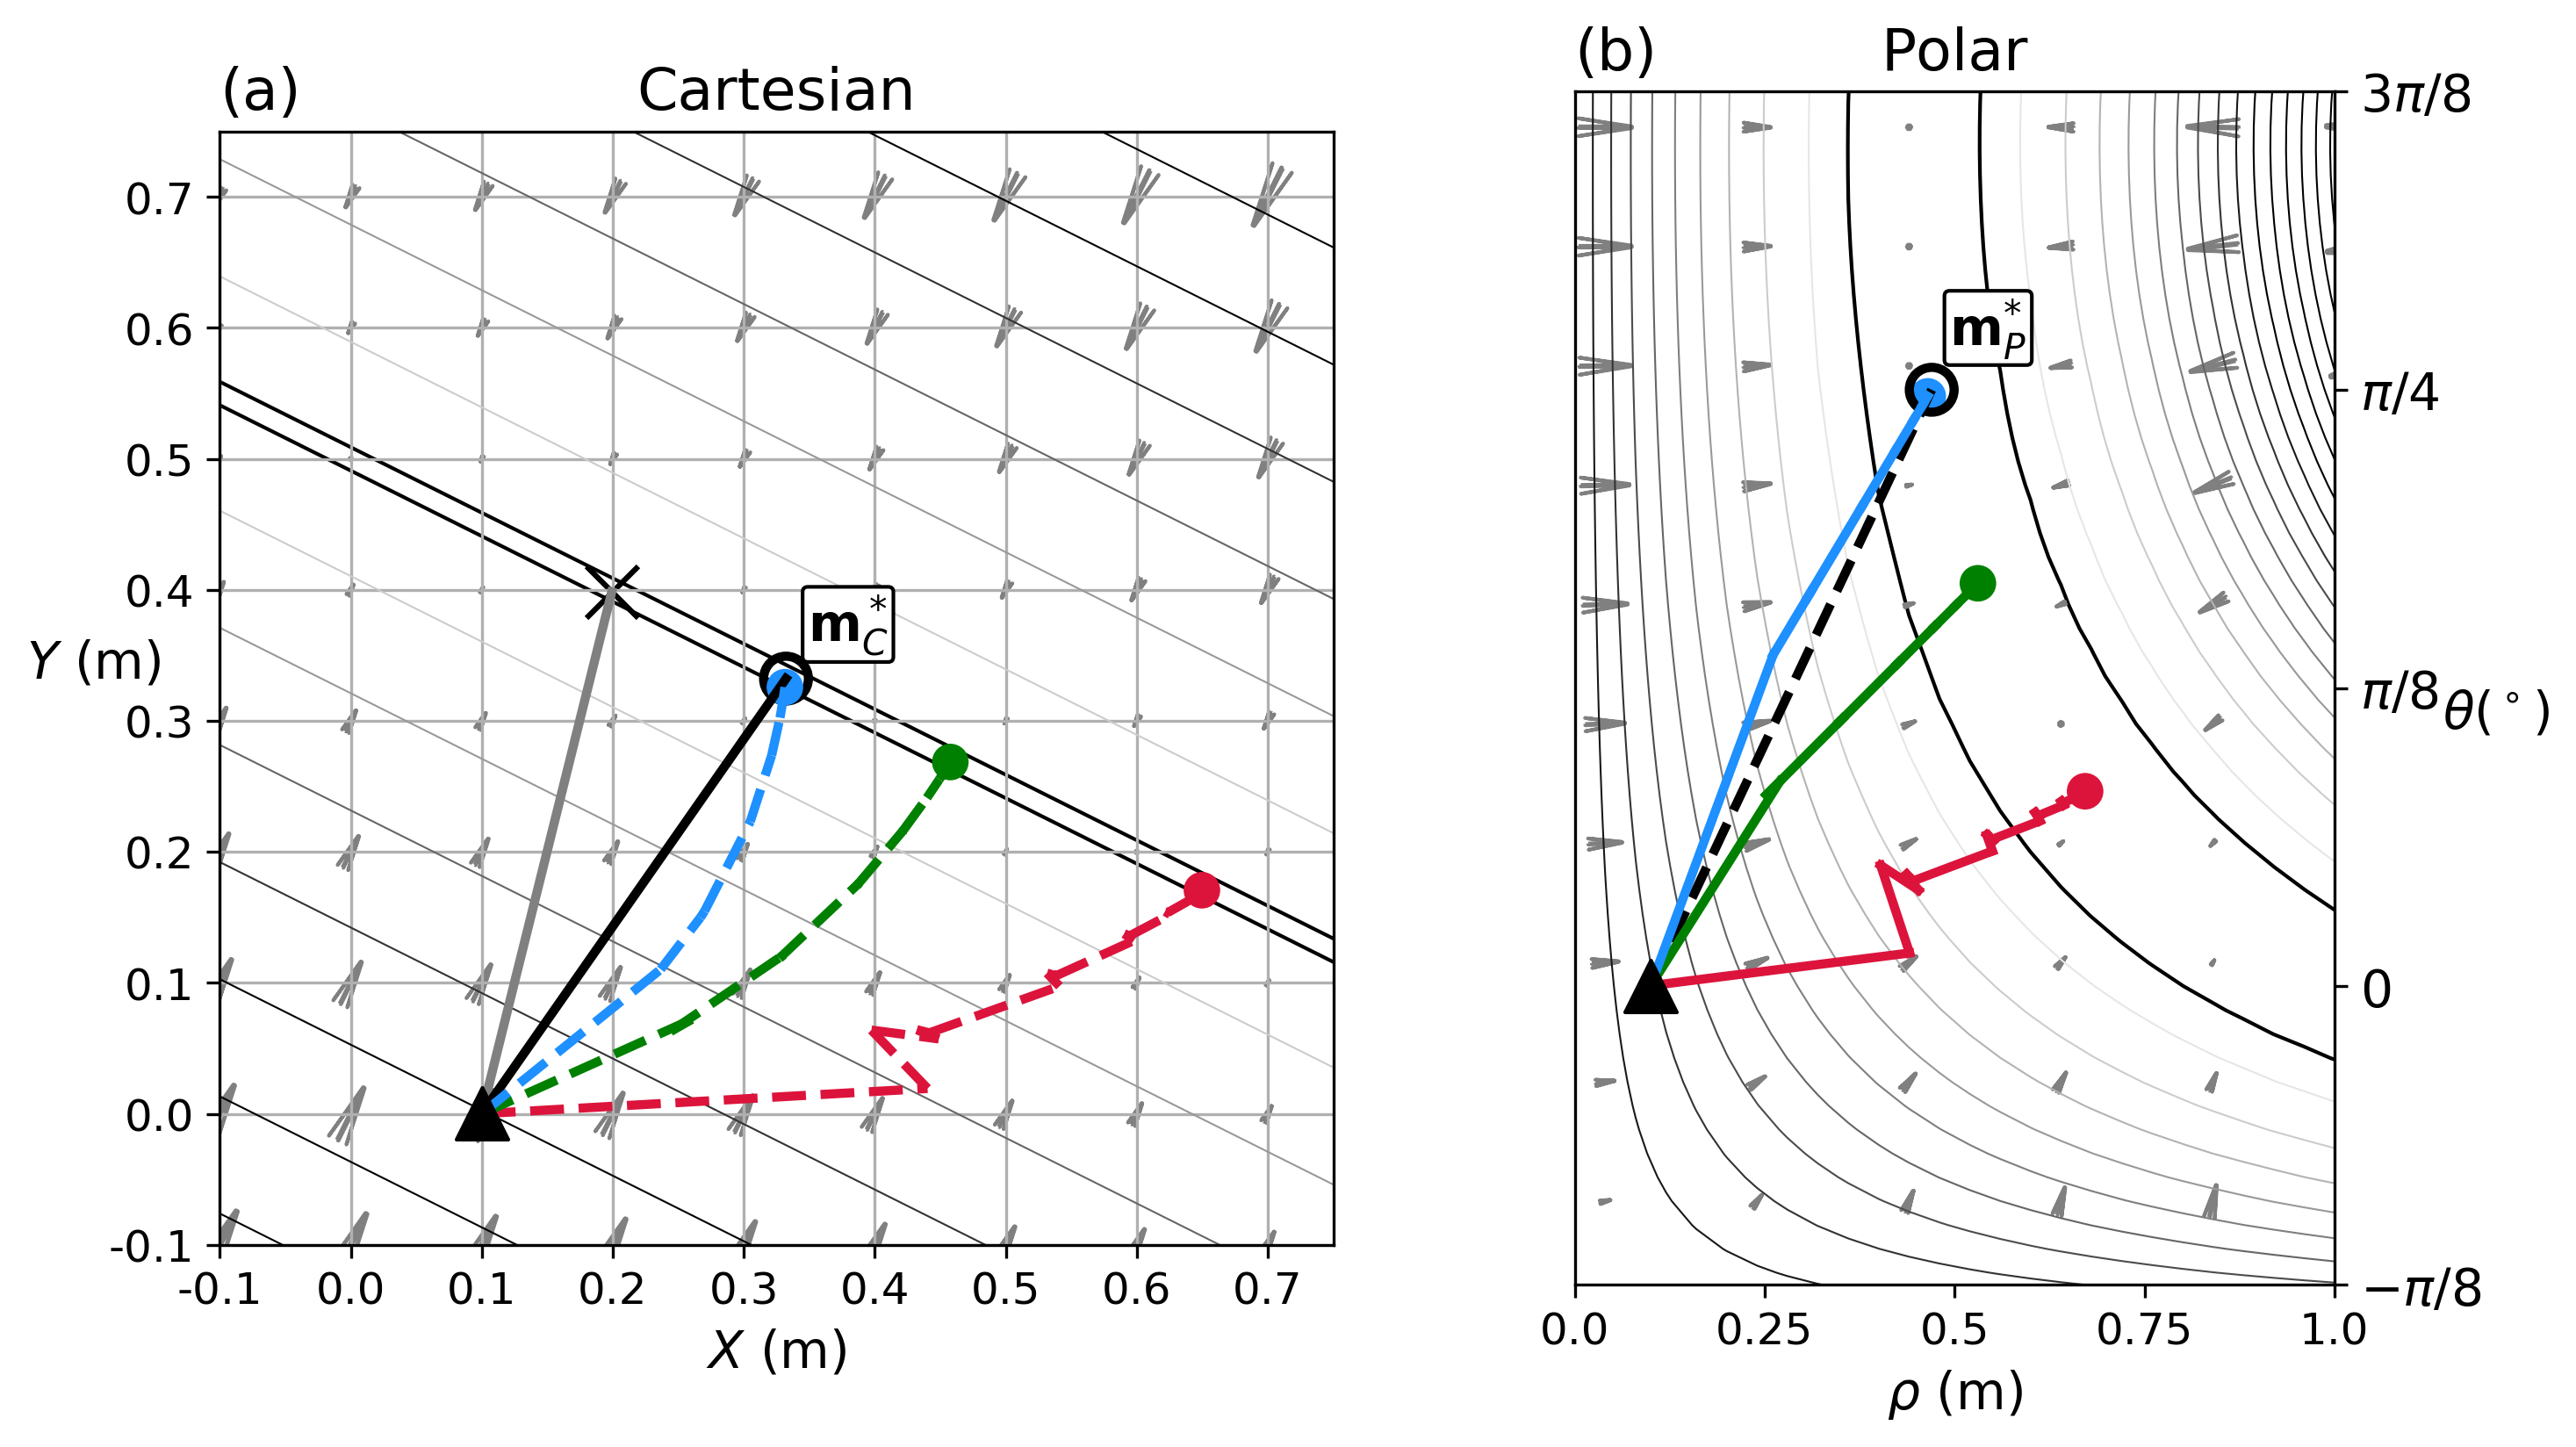 (a)
Cartesian
0.7
0.6
0.5
0.4
0.3
0.2
0.1
0.0
-0.1
Y (m)
m*C
-0.1 0.0 0.1 0.2 0.3 0.4 0.5 0.6 0.7
X (m)
(b)
Polar
3π/8
π/4
π/8
0
−π/8
θ(°)
m*P
0.0 0.25 0.5 0.75 1.0
ρ (m)